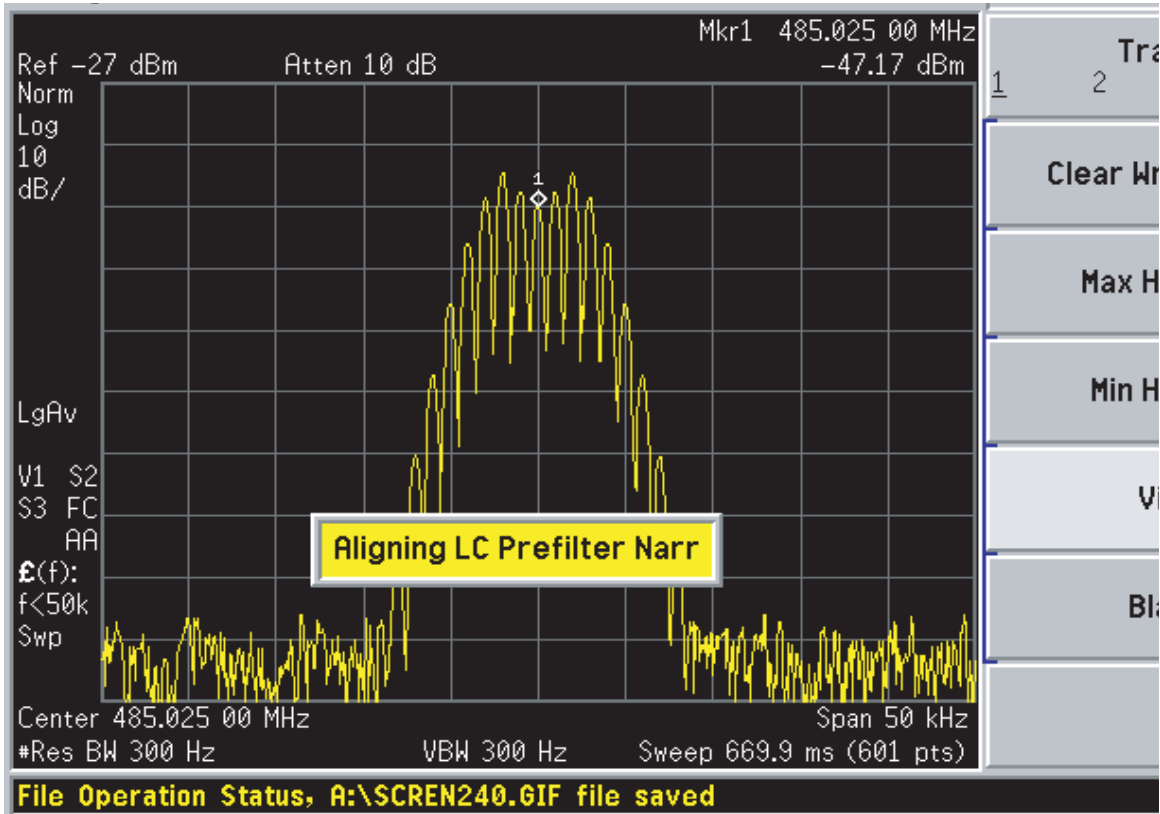 Mkr1 485.025 00 MHz
Ref -27 dBm Atten 10 dB -47.17 dBm
Norm
Log
10
dB/
1
LgAv
V1 S2
S3 FC
AA
£(f):
f<50k
Swp
Aligning LC Prefilter Narr
Center 485.025 00 MHz Span 50 kHz
#Res BW 300 Hz VBW 300 Hz Sweep 669.9 ms (601 pts)
File Operation Status, A:\SCREN240.GIF file saved
Tra
1 2
Clear Wr
Max H
Min H
Vi
Bla